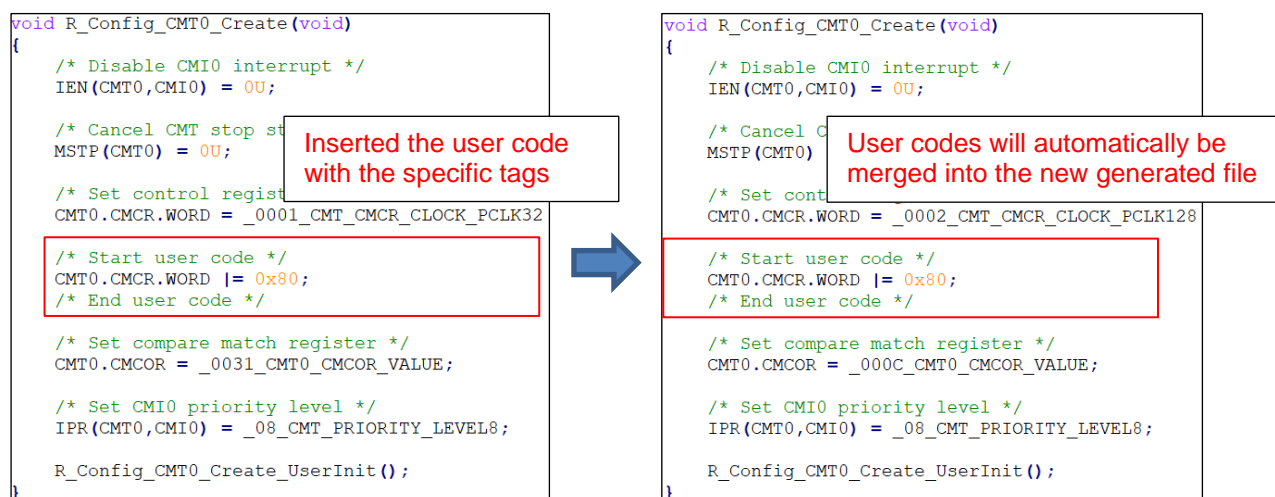 void R_Config_CMT0_Create(void)
{
/* Disable CMI0 interrupt */
IEN(CMT0,CMI0) = 0U;
/* Cancel CMT stop st
MSTP(CMT0) = 0U;
/* Set control regist
CMT0.CMCR.WORD = _0001_CMT_CMCR_CLOCK_PCLK32
/* Start user code */
CMT0.CMCR.WORD |= 0x80;
/* End user code */
/* Set compare match register */
CMT0.CMCOR = _0031_CMT0_CMCOR_VALUE;
/* Set CMI0 priority level */
IPR(CMT0,CMI0) = _08_CMT_PRIORITY_LEVEL8;
R_Config_CMT0_Create_UserInit();
}
Inserted the user code
with the specific tags
void R_Config_CMT0_Create(void)
{
/* Disable CMI0 interrupt */
IEN(CMT0,CMI0) = 0U;
/* Cancel C
MSTP(CMT0)
/* Set cont
CMT0.CMCR.WORD = _0002_CMT_CMCR_CLOCK_PCLK128
/* Start user code */
CMT0.CMCR.WORD |= 0x80;
/* End user code */
/* Set compare match register */
CMT0.CMCOR = _000C_CMT0_CMCOR_VALUE;
/* Set CMI0 priority level */
IPR(CMT0,CMI0) = _08_CMT_PRIORITY_LEVEL8;
R_Config_CMT0_Create_UserInit();
}
User codes will automatically be
merged into the new generated file